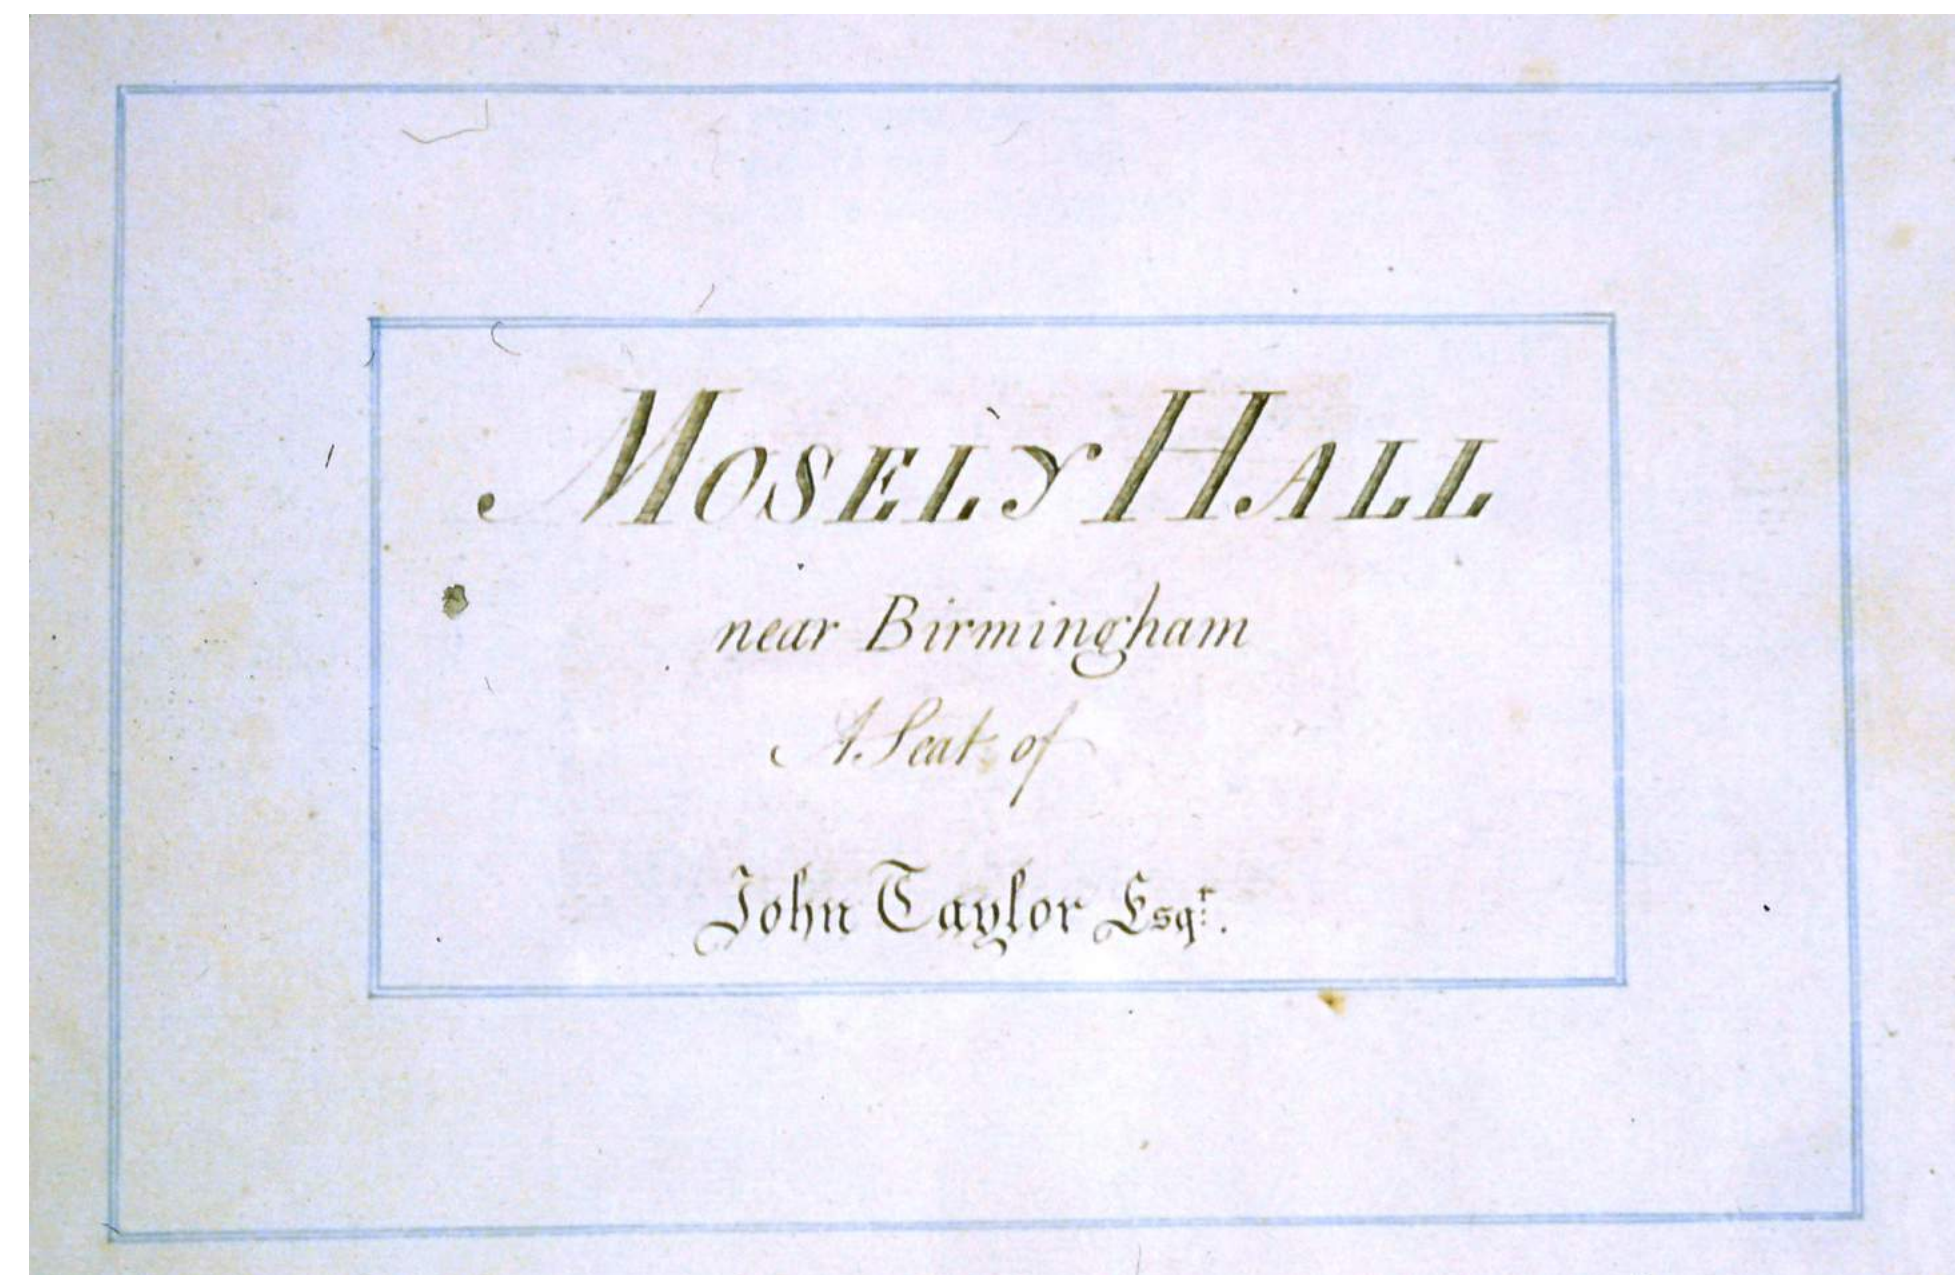 MOSELY HALL
near Birmingham
A Seat of
John Taylor Esqr.